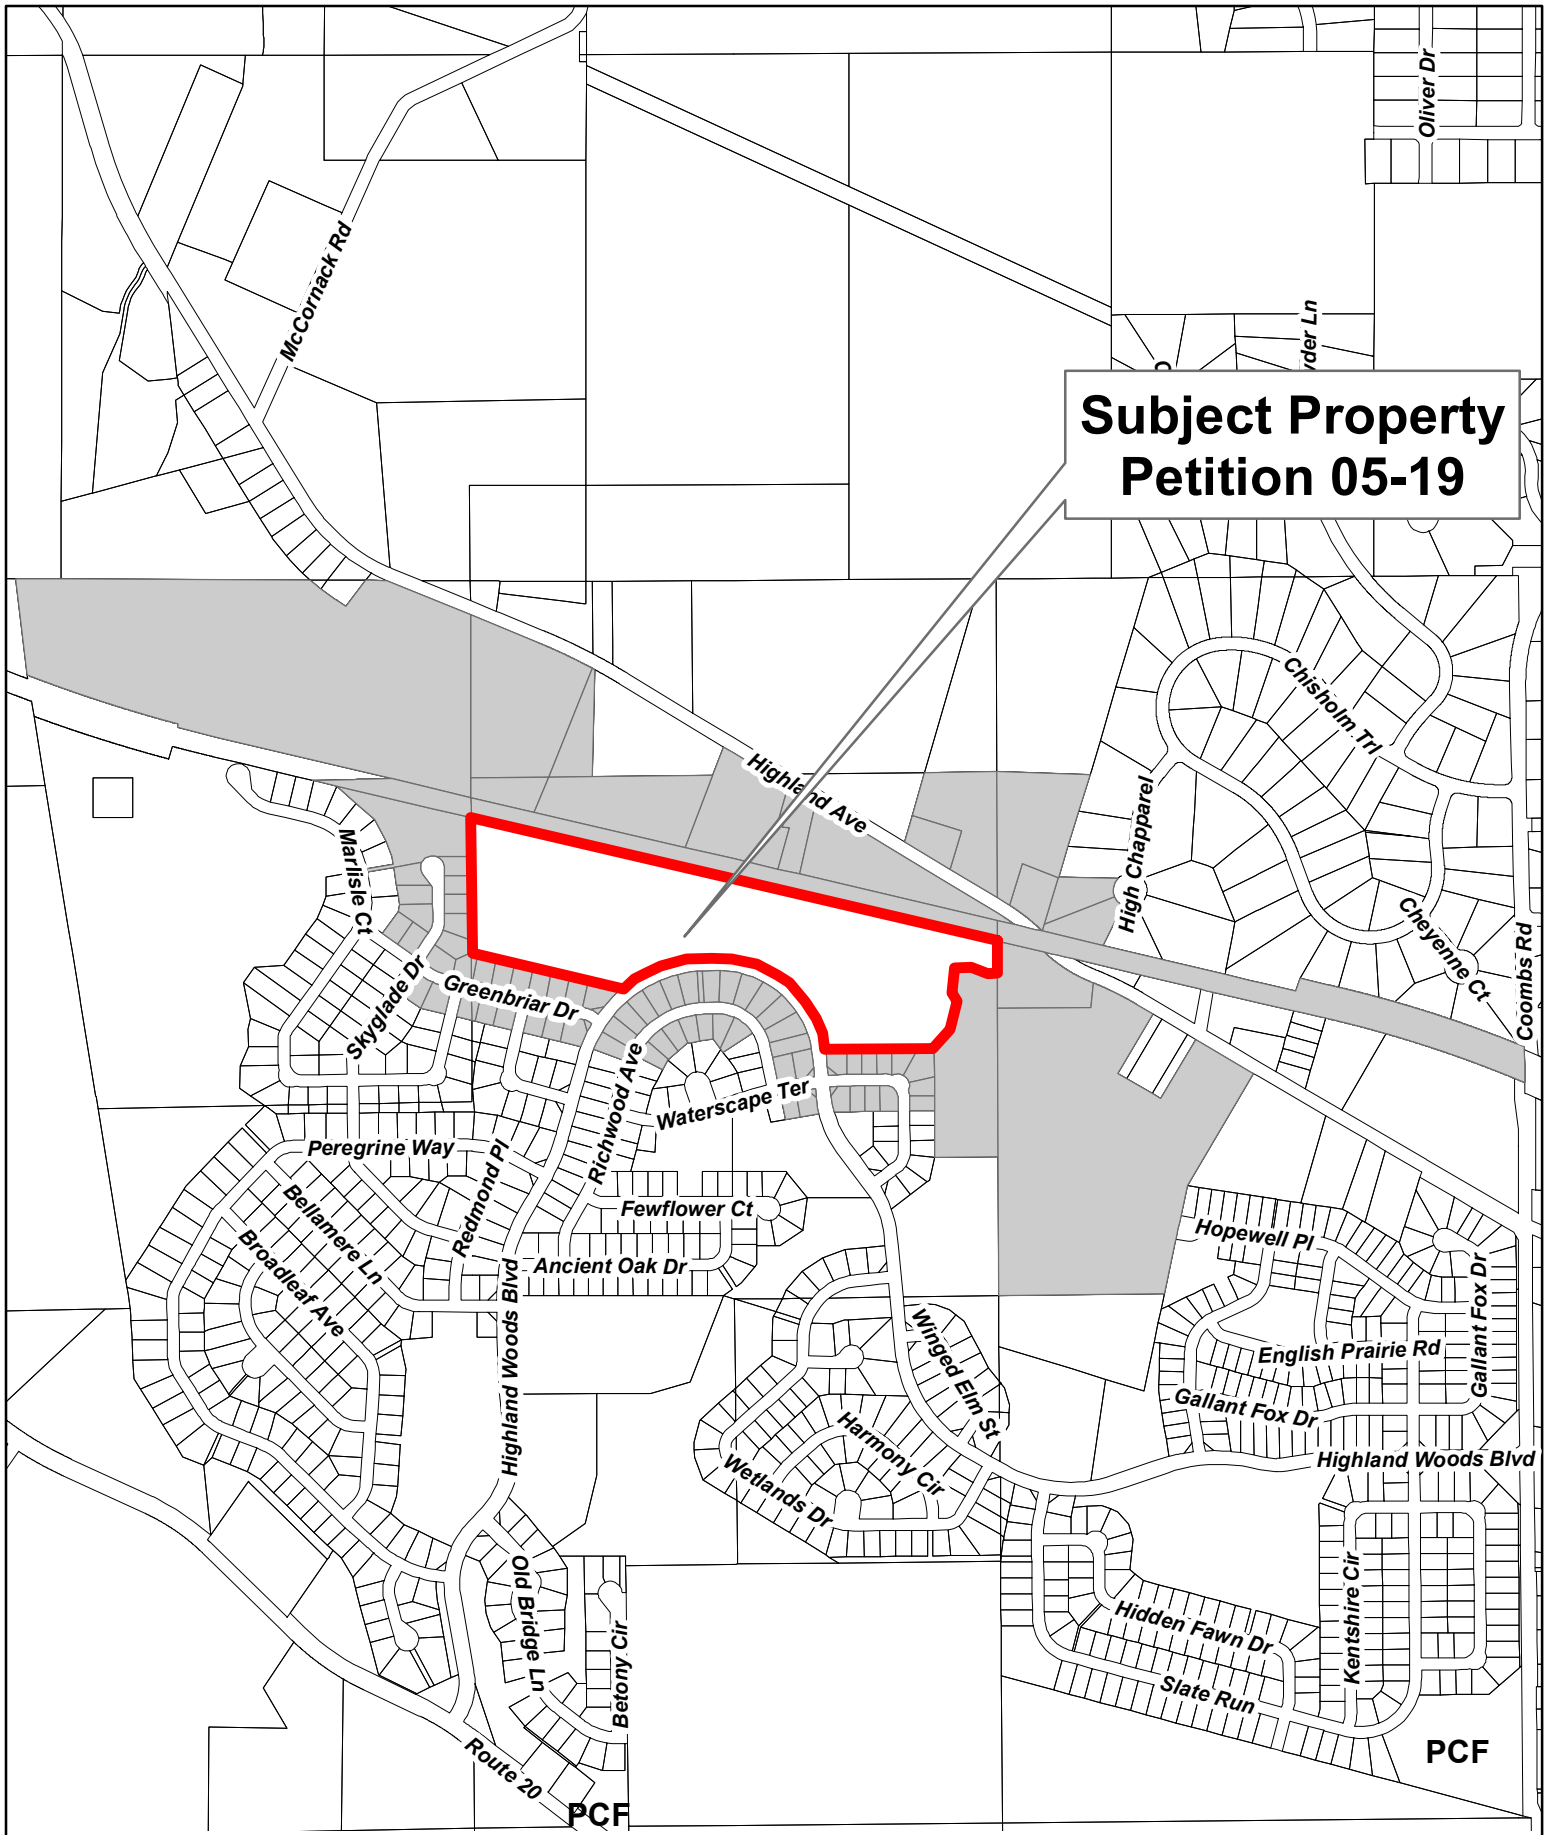 Oliver Dr
McCornack Rd
yder Ln
Subject Property
Petition 05-19
Chisholm Trl
Highland Ave
High Chapparel
Marlisle Ct
Cheyenne Ct
Coombs Rd
Skyglade Dr
Greenbriar Dr
Richwood Ave
Waterscape Ter
Peregrine Way
Redmond Pl
Bellamere Ln
Fewflower Ct
Broadleaf Ave
Ancient Oak Dr
Hopewell Pl
Highland Woods Blvd
Winged Elm St
English Prairie Rd
Gallant Fox Dr
Gallant Fox Dr
Harmony Cir
Wetlands Dr
Highland Woods Blvd
Old Bridge Ln
Betony Cir
Hidden Fawn Dr
Kentshire Cir
Slate Run
Route 20
PCF
PCF